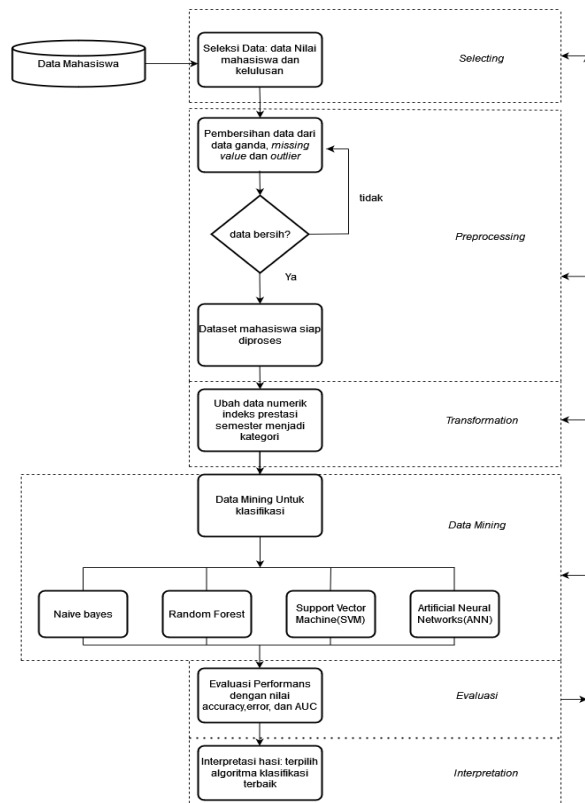 Data Mahasiswa
Seleksi Data: data Nilai
mahasiswa dan
kelulusan
Selecting
Pembersihan data dari
data ganda, missing
value dan outlier
tidak
data bersih?
Preprocessing
Ya
Dataset mahasiswa siap
diproses
Ubah data numerik
indeks prestasi
semester menjadi
kategori
Transformation
Data Mining Untuk
klasifikasi
Data Mining
Naive bayes
Random Forest
Support Vector
Machine(SVM)
Artificial Neural
Networks(ANN)
Evaluasi Performans
dengan nilai
accuracy,error, dan AUC
Evaluasi
Interpretasi hasi: terpilih
algoritma klasifikasi
terbaik
Interpretation